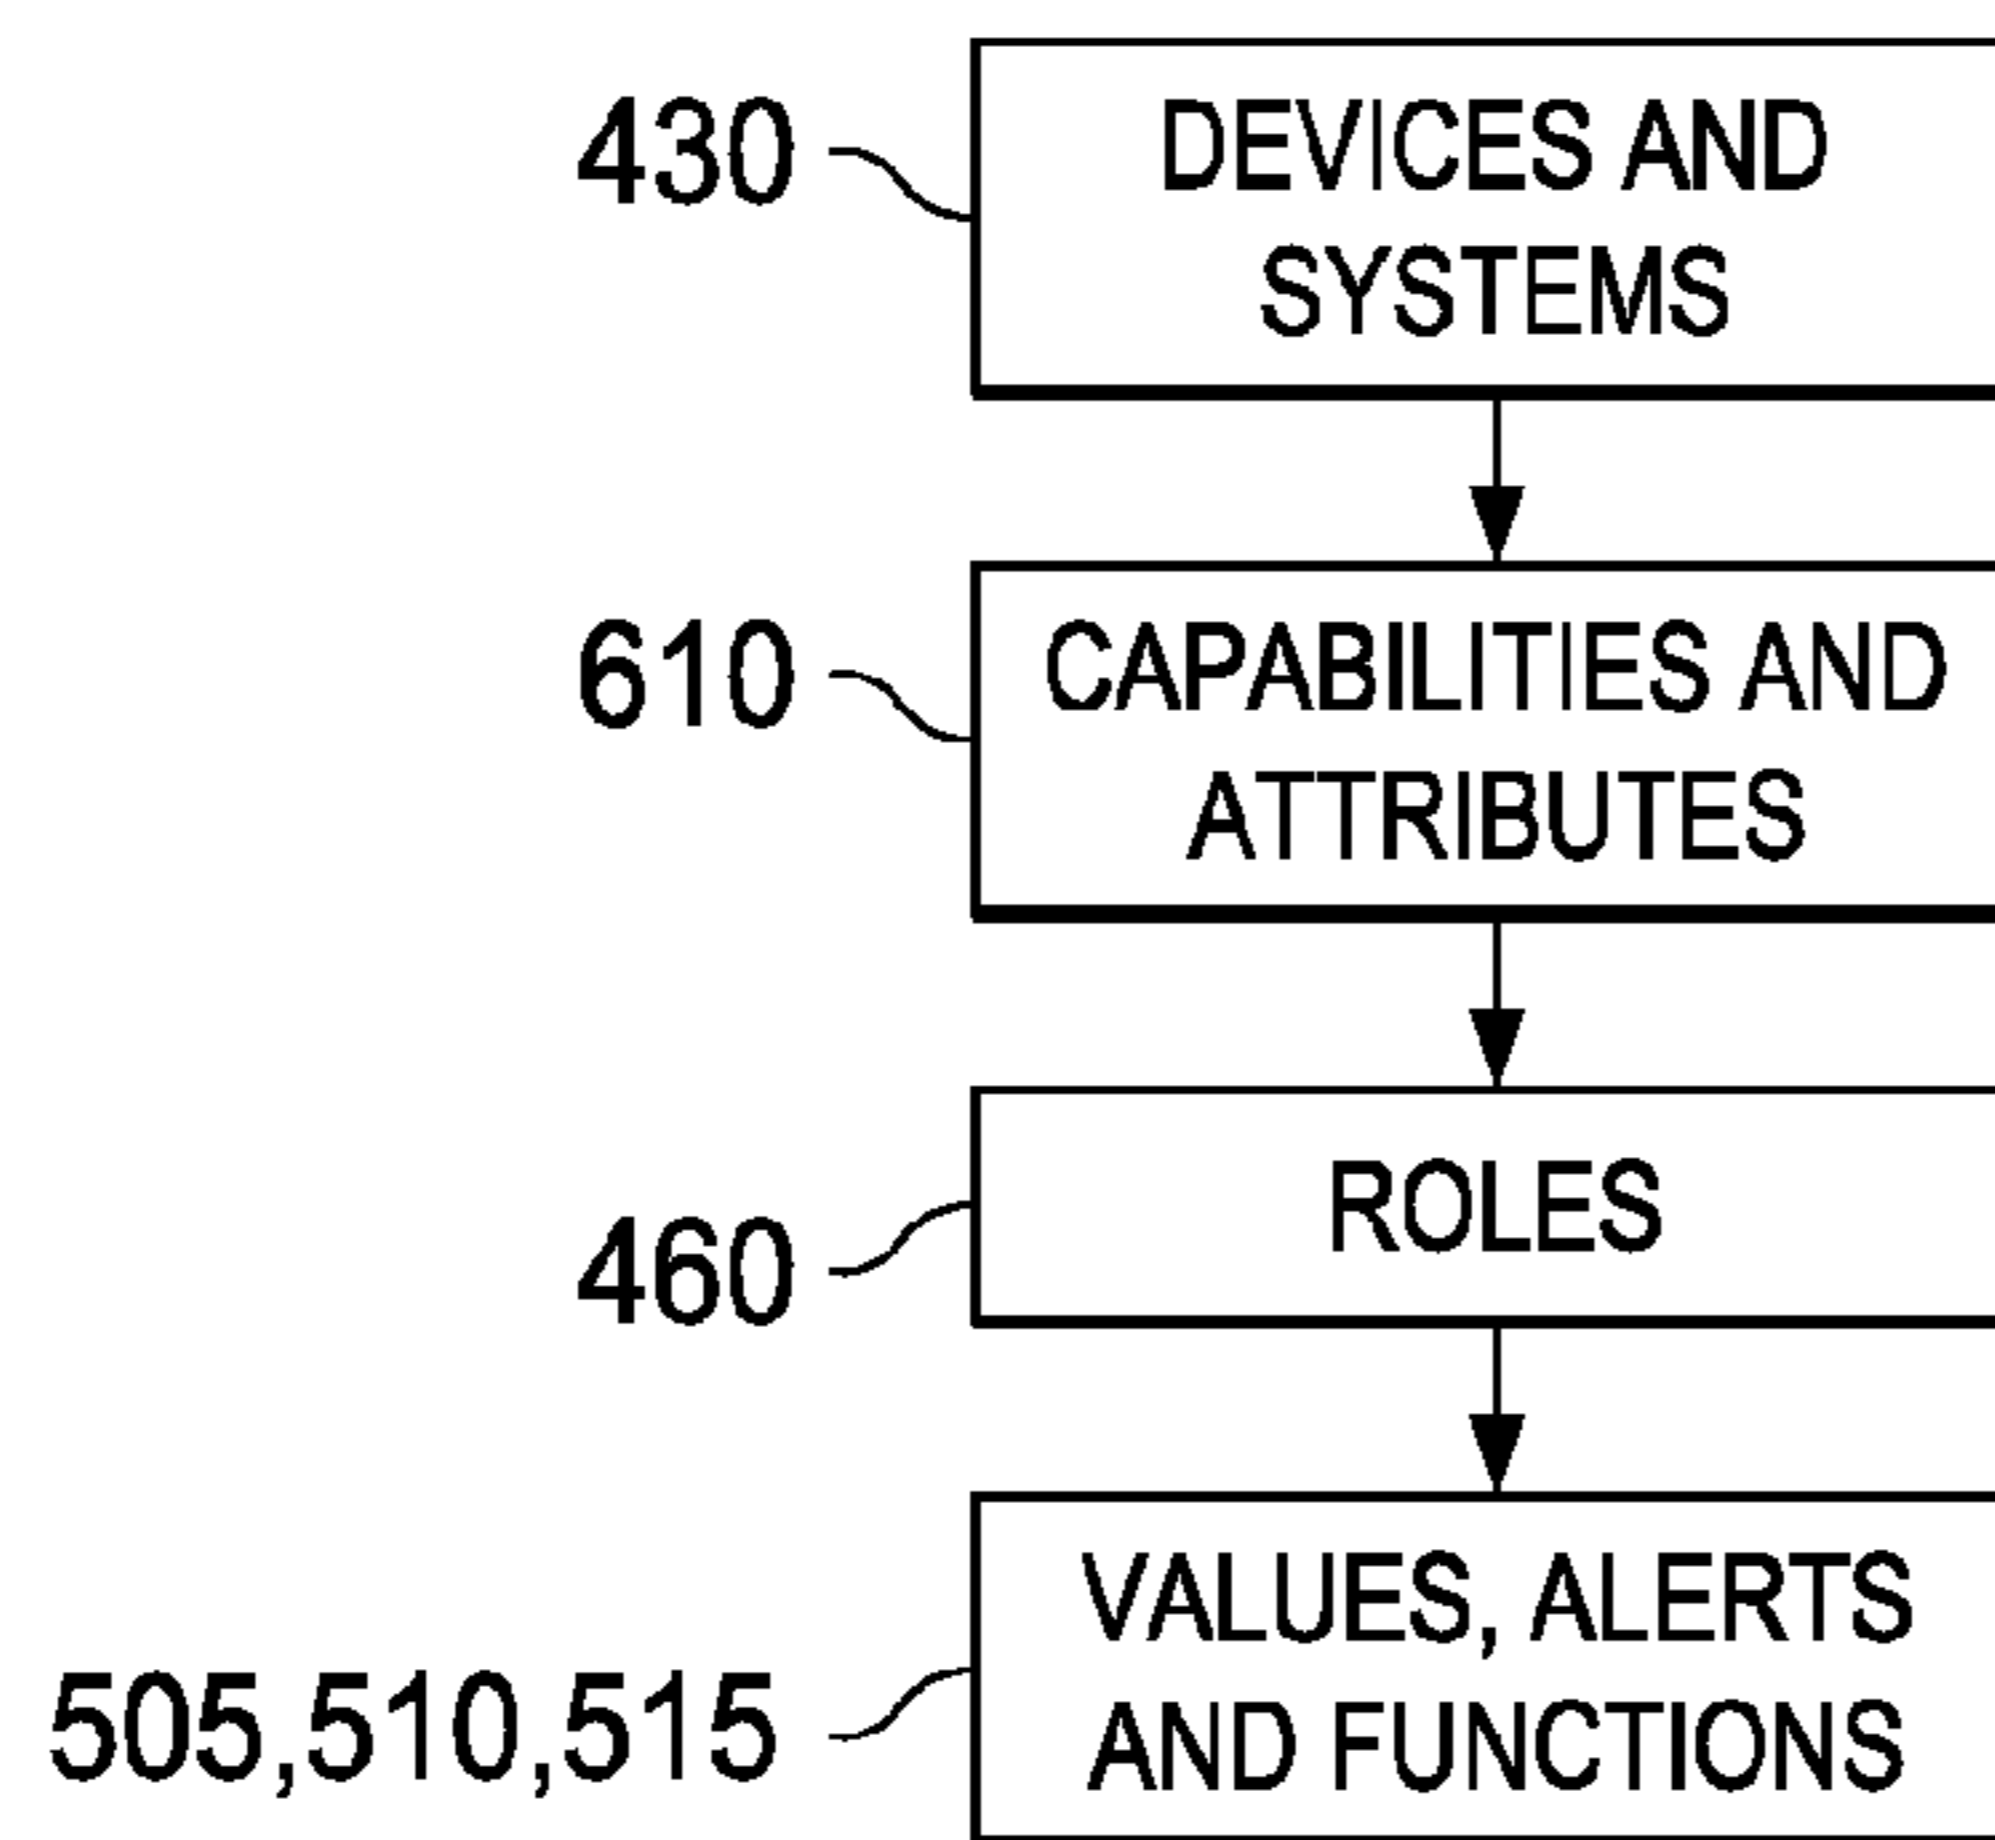 430
DEVICES AND
SYSTEMS
610
CAPABILITIES AND
ATTRIBUTES
ROLES
460
VALUES, ALERTS
505,510,515
AND FUNCTIONS